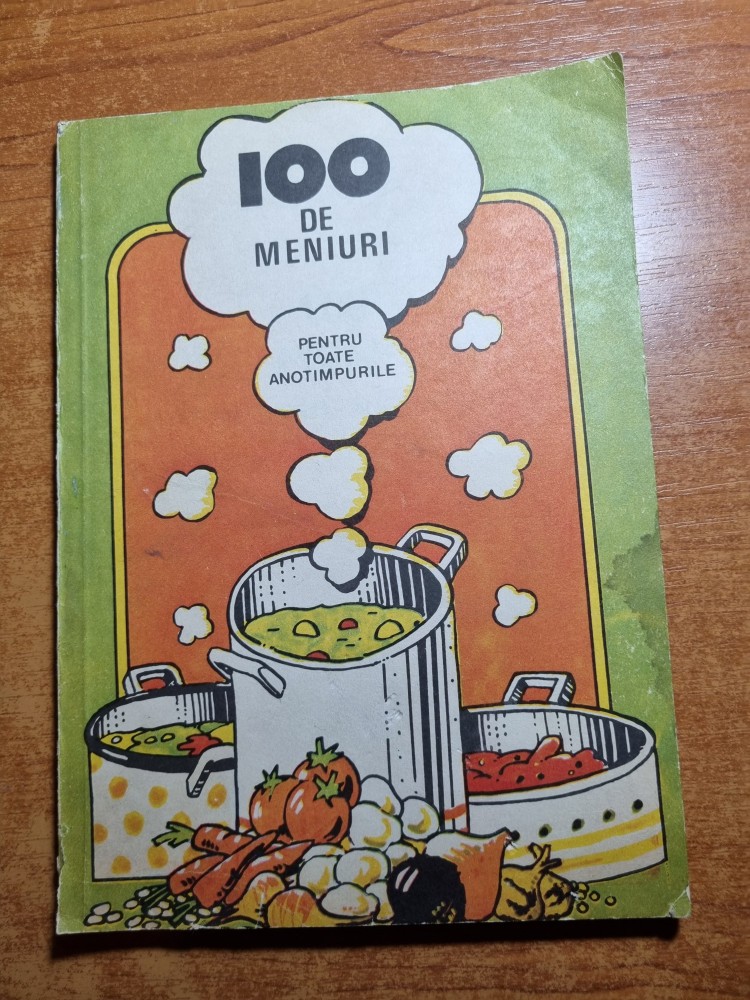 100
DE
MENIURI
PENTRU
TOATE
ANOTIMPURILE